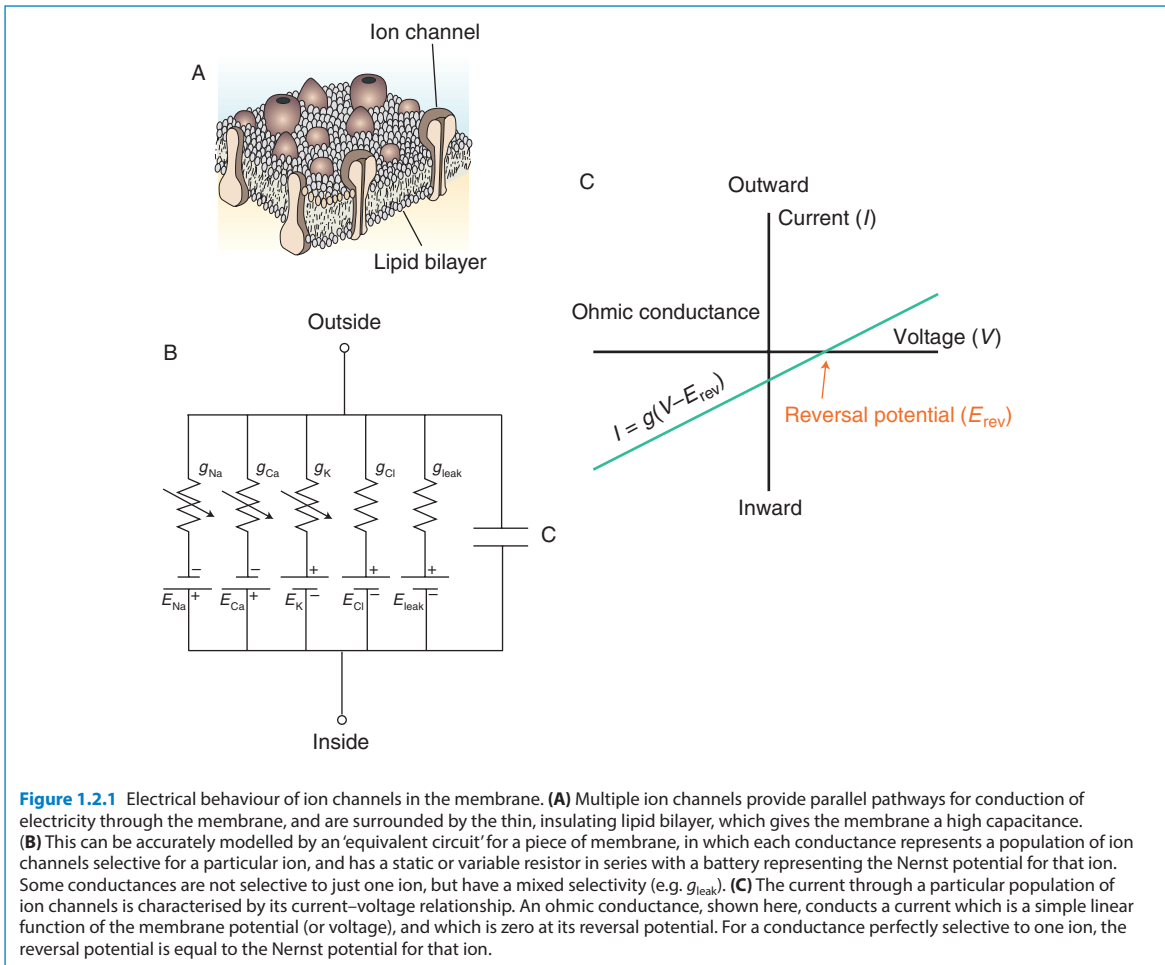 Ion channel
A
Lipid bilayer
C
Outward
Current (I)
Ohmic conductance
Voltage (V)
I = g(V–Erev)
Reversal potential (Erev)
Inward
Outside
B
gNa
gCa
gK
gCl
gleak
C
– – + + +
ENa + ECa + EK – ECl – Eleak –
Inside
Figure 1.2.1 Electrical behaviour of ion channels in the membrane. (A) Multiple ion channels provide parallel pathways for conduction of
electricity through the membrane, and are surrounded by the thin, insulating lipid bilayer, which gives the membrane a high capacitance.
(B) This can be accurately modelled by an ‘equivalent circuit’ for a piece of membrane, in which each conductance represents a population of ion
channels selective for a particular ion, and has a static or variable resistor in series with a battery representing the Nernst potential for that ion.
Some conductances are not selective to just one ion, but have a mixed selectivity (e.g. gleak). (C) The current through a particular population of
ion channels is characterised by its current–voltage relationship. An ohmic conductance, shown here, conducts a current which is a simple linear
function of the membrane potential (or voltage), and which is zero at its reversal potential. For a conductance perfectly selective to one ion, the
reversal potential is equal to the Nernst potential for that ion.